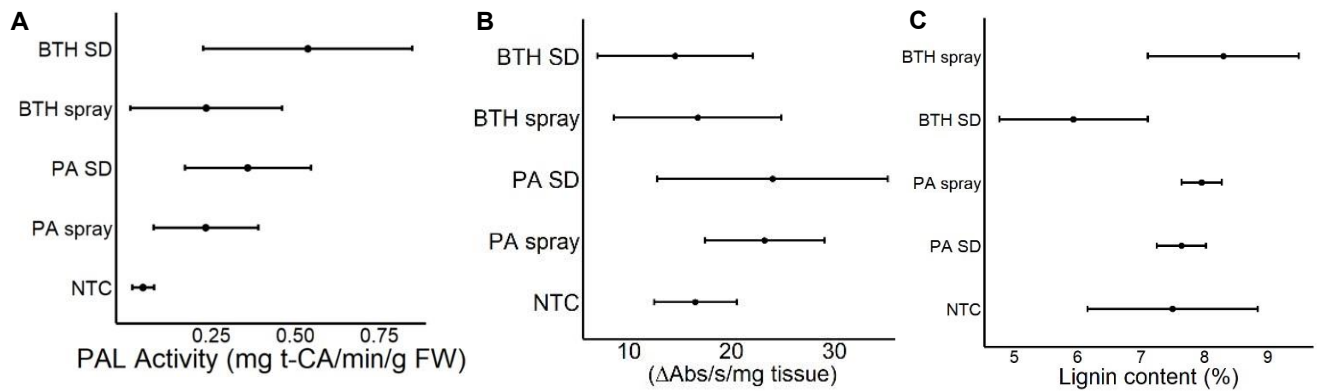 A
BTH SD
BTH spray
PA SD
PA spray
NTC
0.25 0.50 0.75
PAL Activity (mg t-CA/min/g FW)
B
BTH SD
BTH spray
PA SD
PA spray
NTC
10 20 30
(ΔAbs/s/mg tissue)
C
BTH spray
BTH SD
PA spray
PA SD
NTC
5 6 7 8 9
Lignin content (%)